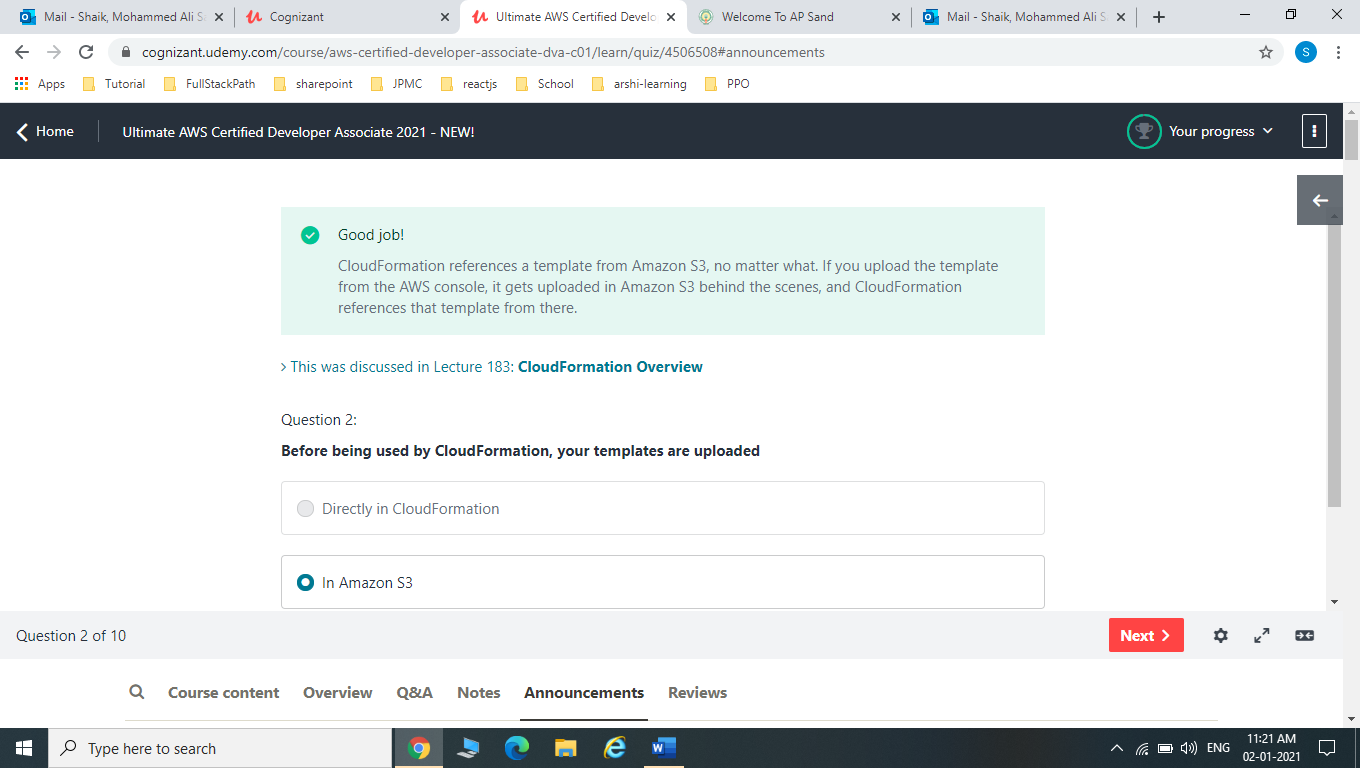 Mail - Shaik, Mohammed Ali S
Cognizant
Ultimate AWS Certified Develo
Welcome To AP Sand
Mail - Shaik, Mohammed Ali S
cognizant.udemy.com/course/aws-certified-developer-associate-dva-c01/learn/quiz/4506508#announcements
S
Apps
Tutorial
FullStackPath
sharepoint
JPMC
reactjs
School
arshi-learning
PPO
Home
Ultimate AWS Certified Developer Associate 2021 - NEW!
Your progress
Good job!
CloudFormation references a template from Amazon S3, no matter what. If you upload the template
from the AWS console, it gets uploaded in Amazon S3 behind the scenes, and CloudFormation
references that template from there.
This was discussed in Lecture 183: CloudFormation Overview
Question 2:
Before being used by CloudFormation, your templates are uploaded
Directly in CloudFormation
In Amazon S3
Question 2 of 10
Next
Course content
Overview
Q&A
Notes
Announcements
Reviews
Type here to search
ENG
11:21 AM
02-01-2021